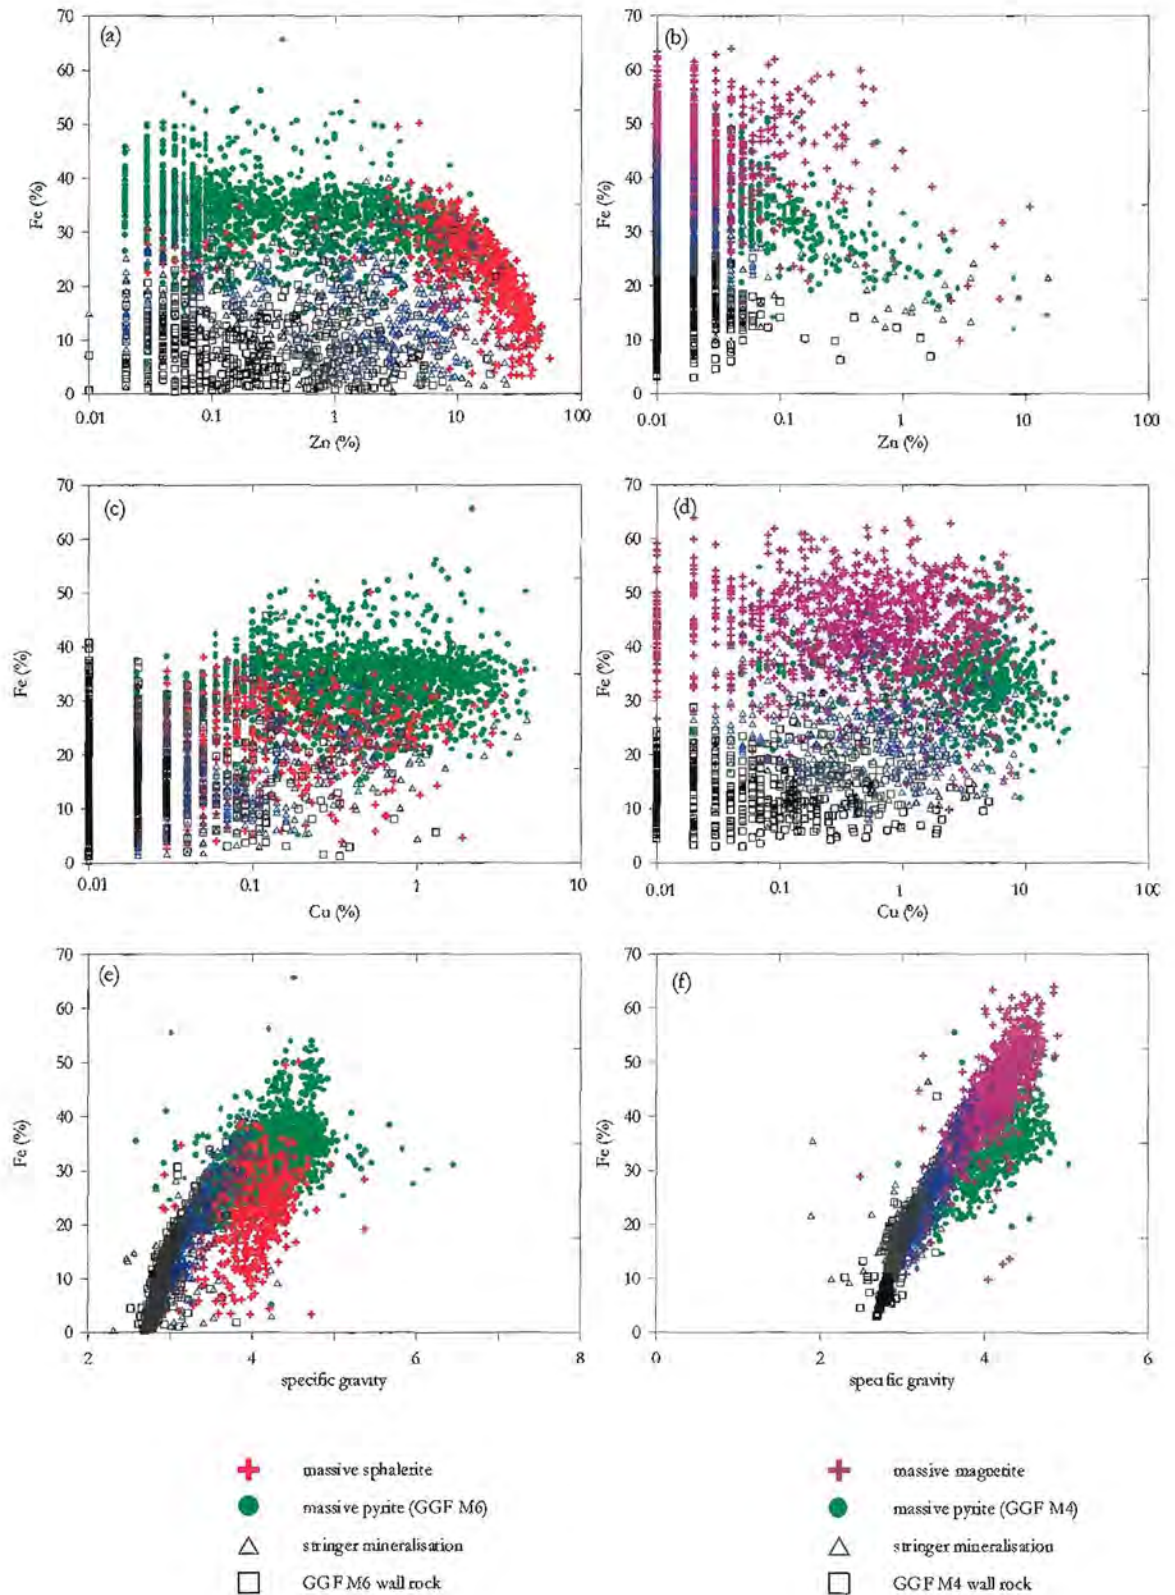 (a)
70
60
50
40
30
20
10
0
Fe (%)
0.01
0.1
1
10
100
Zn (%)
(b)
70
60
50
40
30
20
10
0
Fe (%)
0.01
0.1
1
10
100
Zn (%)
(c)
70
60
50
40
30
20
10
0
Fe (%)
0.01
0.1
1
10
Cu (%)
(d)
70
60
50
40
30
20
10
0
Fe (%)
0.01
0.1
1
10
100
Cu (%)
(e)
70
60
50
40
30
20
10
0
Fe (%)
2
4
6
8
specific gravity
(f)
70
60
50
40
30
20
10
0
Fe (%)
0
2
4
6
specific gravity
massive sphalerite
massive pyrite (GGF M6)
stringer mineralisation
GGF M6 wall rock
massive magnetite
massive pyrite (GGF M4)
stringer mineralisation
GGF M4 wall rock